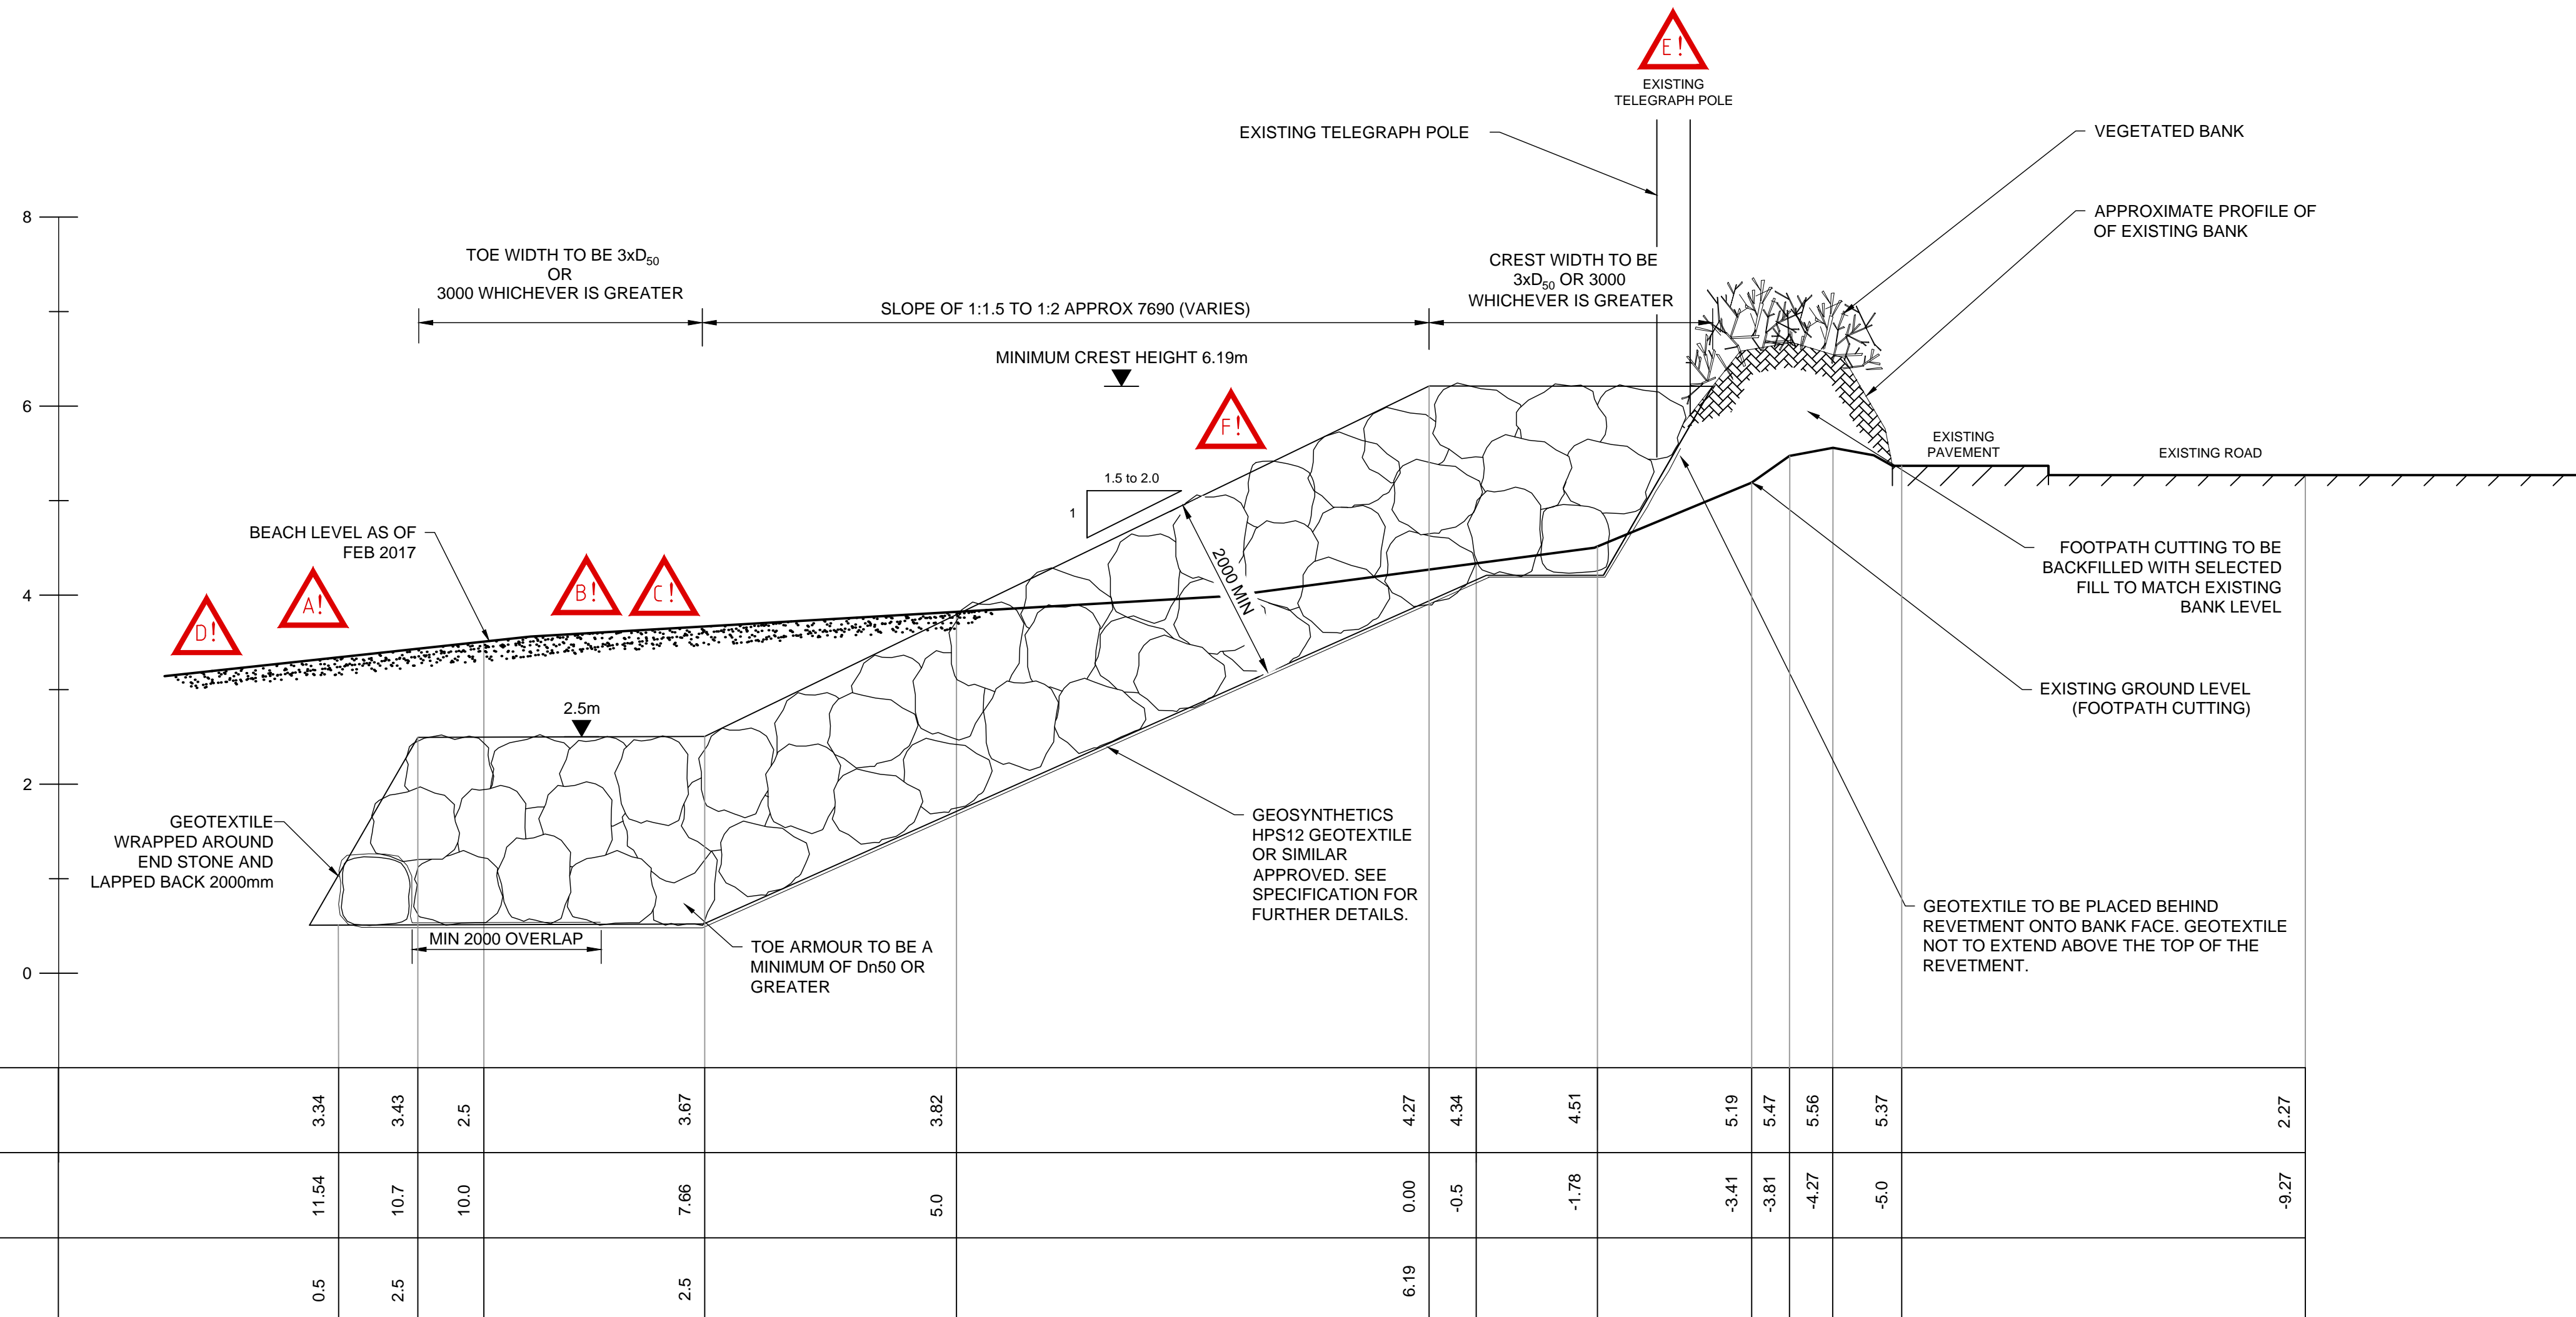 E!
EXISTING
TELEGRAPH POLE
EXISTING TELEGRAPH POLE
VEGETATED BANK
APPROXIMATE PROFILE OF
OF EXISTING BANK
8
TOE WIDTH TO BE 3xD50
OR
3000 WHICHEVER IS GREATER
SLOPE OF 1:1.5 TO 1:2 APPROX 7690 (VARIES)
CREST WIDTH TO BE
3xD50 OR 3000
WHICHEVER IS GREATER
MINIMUM CREST HEIGHT 6.19m
6
F!
EXISTING
PAVEMENT
EXISTING ROAD
1.5 to 2.0
1
BEACH LEVEL AS OF
FEB 2017
2000 MIN
FOOTPATH CUTTING TO BE
BACKFILLED WITH SELECTED
FILL TO MATCH EXISTING
BANK LEVEL
4
D!
A!
B!
C!
EXISTING GROUND LEVEL
(FOOTPATH CUTTING)
2.5m
2
GEOTEXTILE
WRAPPED AROUND
END STONE AND
LAPPED BACK 2000mm
GEOSYNTHETICS
HPS12 GEOTEXTILE
OR SIMILAR
APPROVED. SEE
SPECIFICATION FOR
FURTHER DETAILS.
GEOTEXTILE TO BE PLACED BEHIND
REVETMENT ONTO BANK FACE. GEOTEXTILE
NOT TO EXTEND ABOVE THE TOP OF THE
REVETMENT.
MIN 2000 OVERLAP
TOE ARMOUR TO BE A
MINIMUM OF Dn50 OR
GREATER
0
3.34 3.43 2.5 3.67 3.82 4.27 4.34 4.51 5.19 5.47 5.56 5.37 2.27
11.54 10.7 10.0 7.66 5.0 0.00 -0.5 -1.78 -3.41 -3.81 -4.27 -5.0 -9.27
0.5 2.5 2.5 6.19